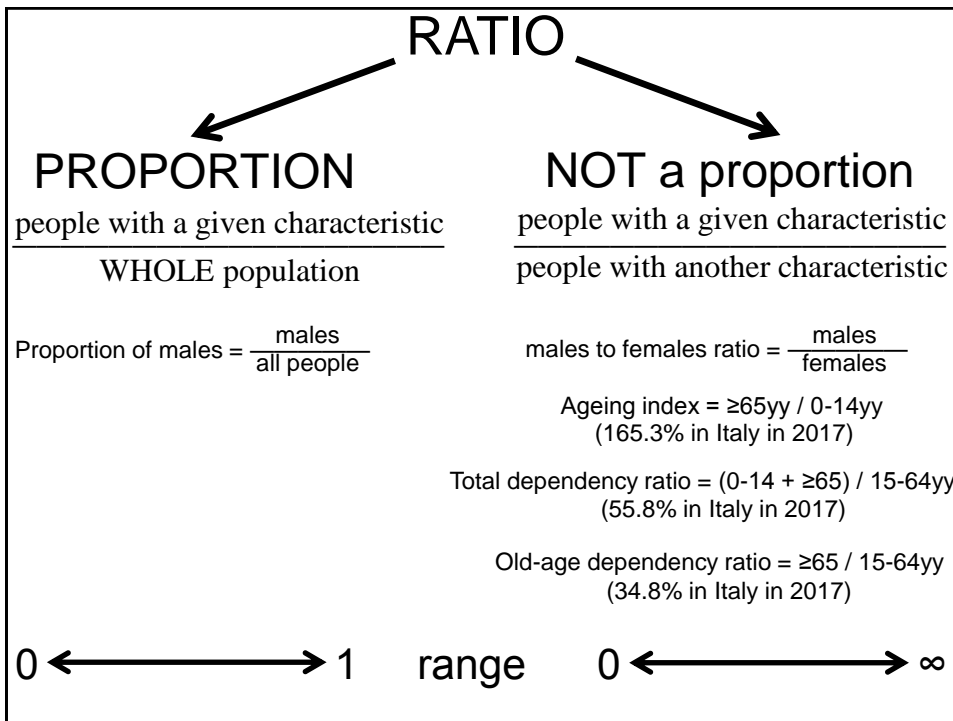 RATIO
PROPORTION
people with a given characteristic
WHOLE population
Proportion of males = males
all people
NOT a proportion
people with a given characteristic
people with another characteristic
males to females ratio = males
females
Ageing index = ≥65yy / 0-14yy
(165.3% in Italy in 2017)
Total dependency ratio = (0-14 + ≥65) / 15-64yy
(55.8% in Italy in 2017)
Old-age dependency ratio = ≥65 / 15-64yy
(34.8% in Italy in 2017)
0 1 range 0 ∞